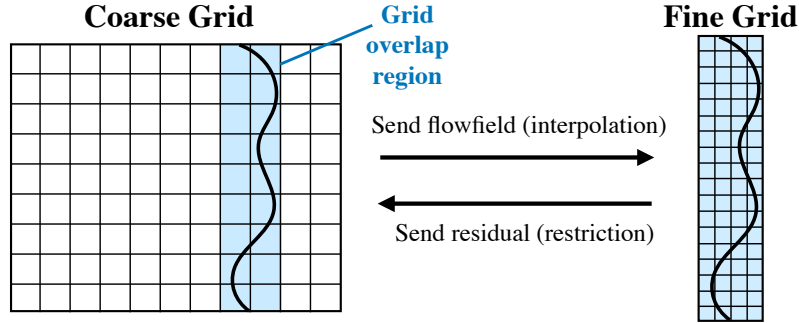 Coarse Grid
Grid
overlap
region
Fine Grid
Send flowfield (interpolation)
Send residual (restriction)